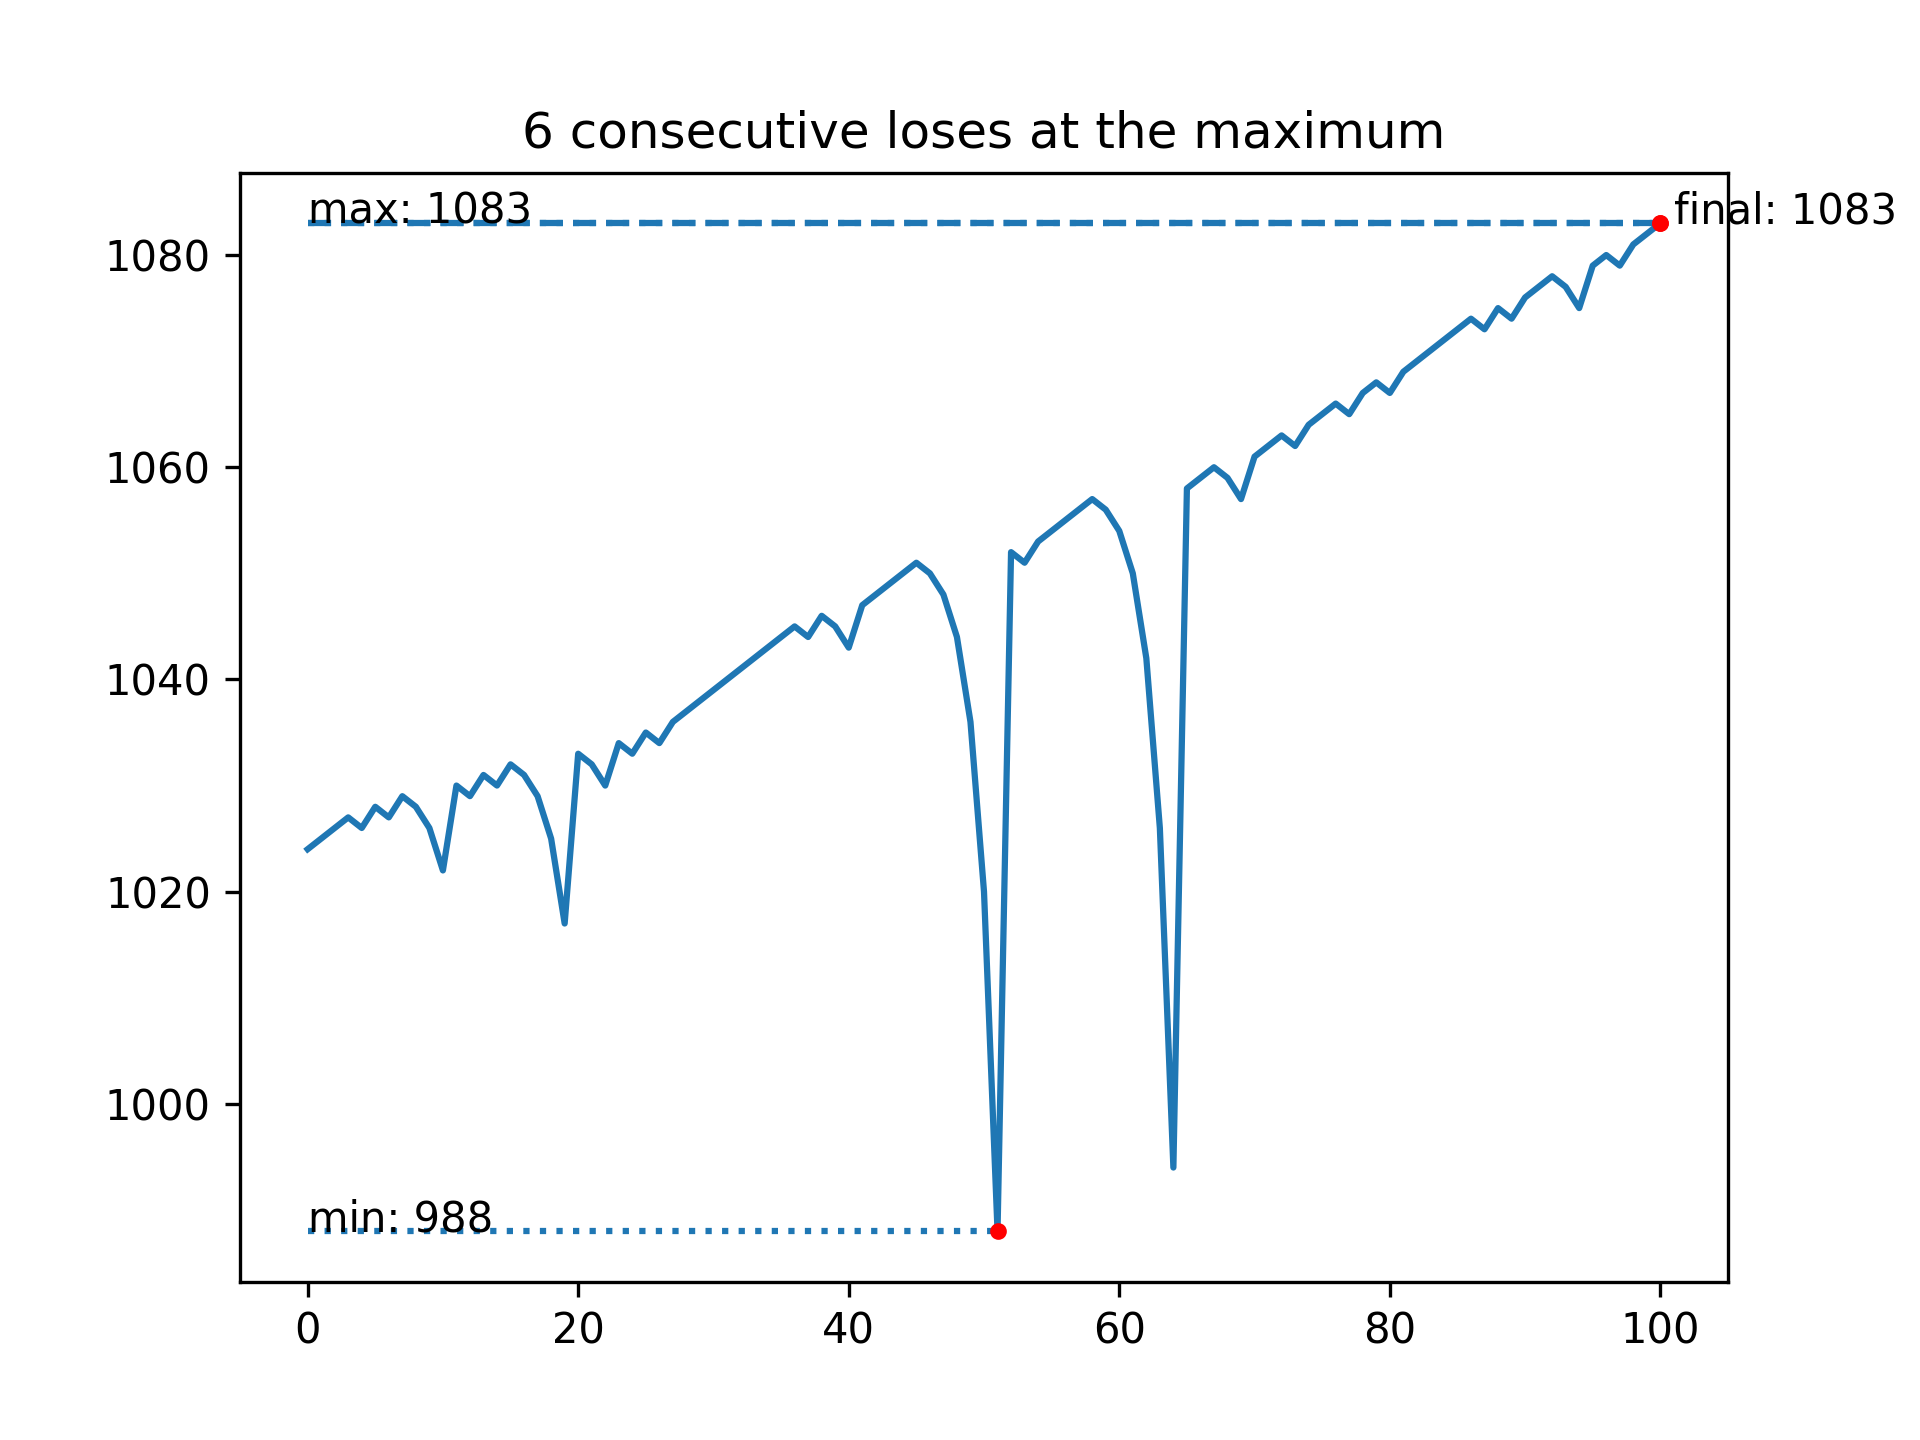 6 consecutive loses at the maximum
max: 1083
final: 1083
1080
1060
1040
1020
1000
min: 988
0 20 40 60 80 100